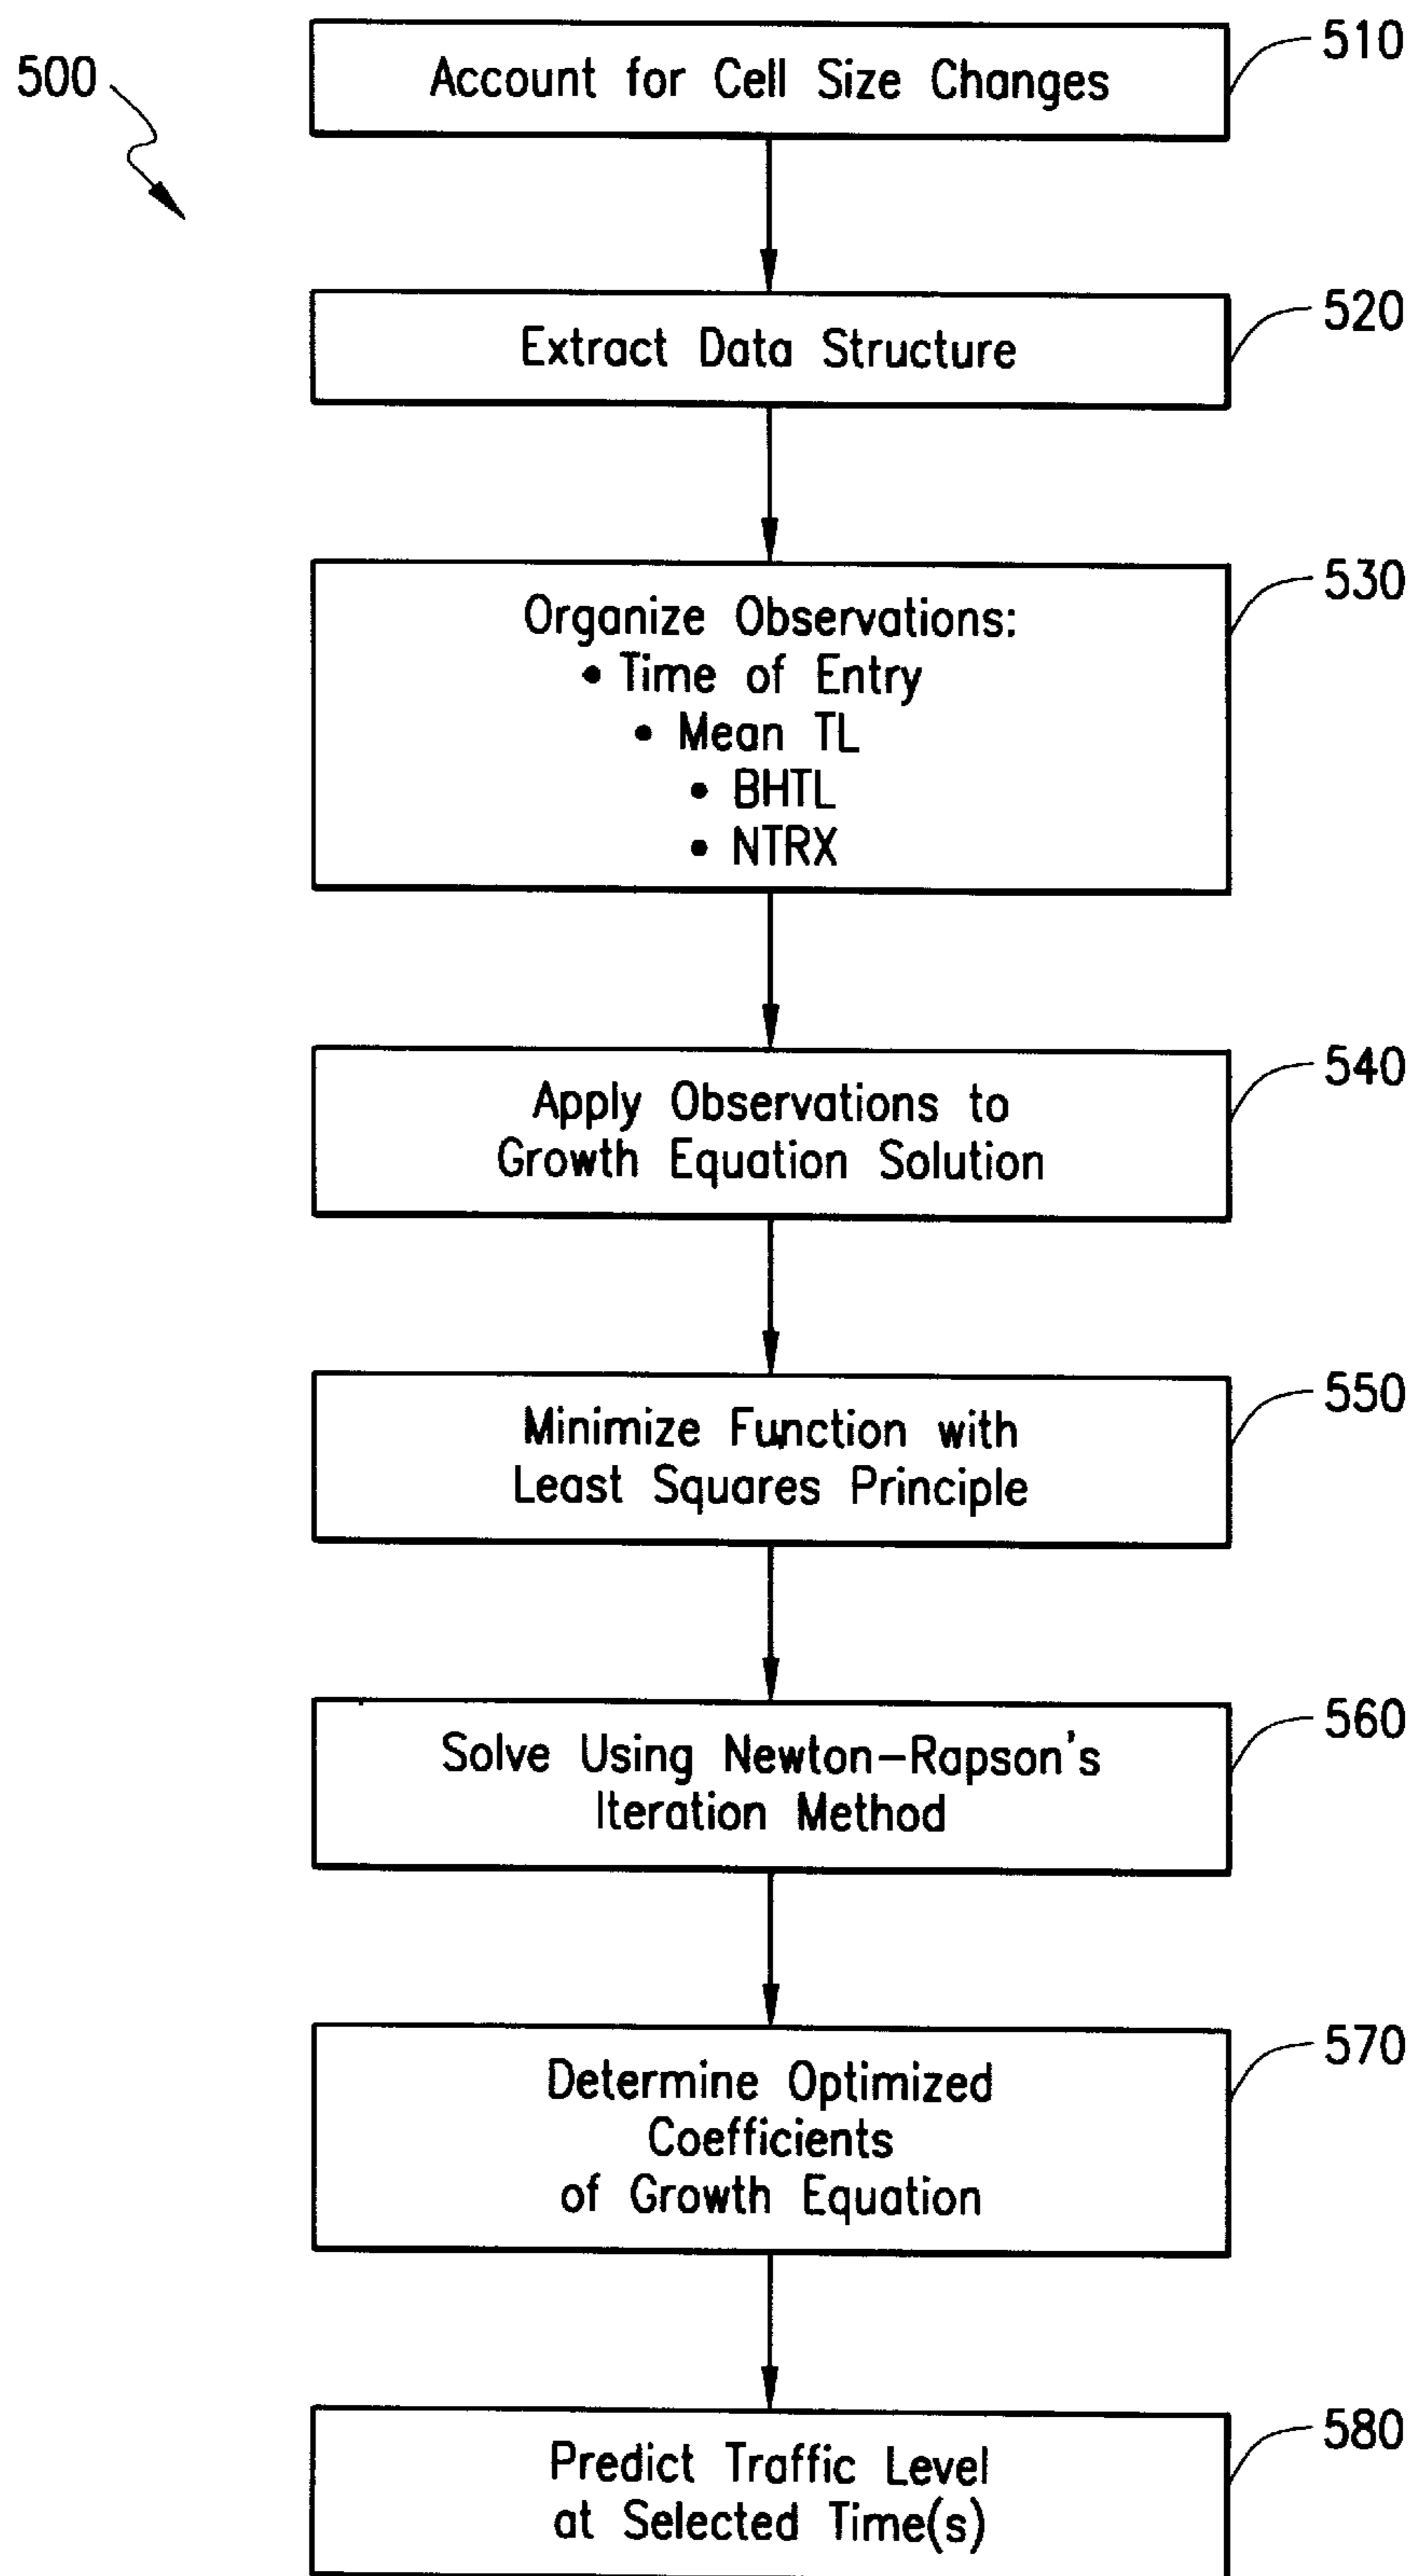 500
Account for Cell Size Changes
510
Extract Data Structure
520
Organize Observations:
• Time of Entry
• Mean TL
• BHTL
• NTRX
530
Apply Observations to
Growth Equation Solution
540
Minimize Function with
Least Squares Principle
550
Solve Using Newton-Rapson's
Iteration Method
560
Determine Optimized
Coefficients
of Growth Equation
570
Predict Traffic Level
at Selected Time(s)
580